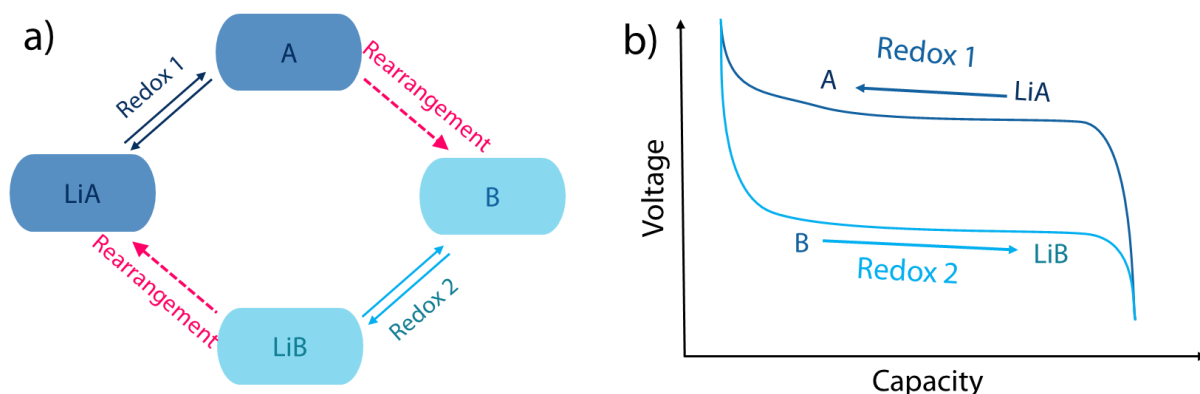 a)
A
Redox 1
Rearrangement
LiA
B
Rearrangement
Redox 2
LiB
b)
Redox 1
A
LiA
Voltage
B
LiB
Redox 2
Capacity